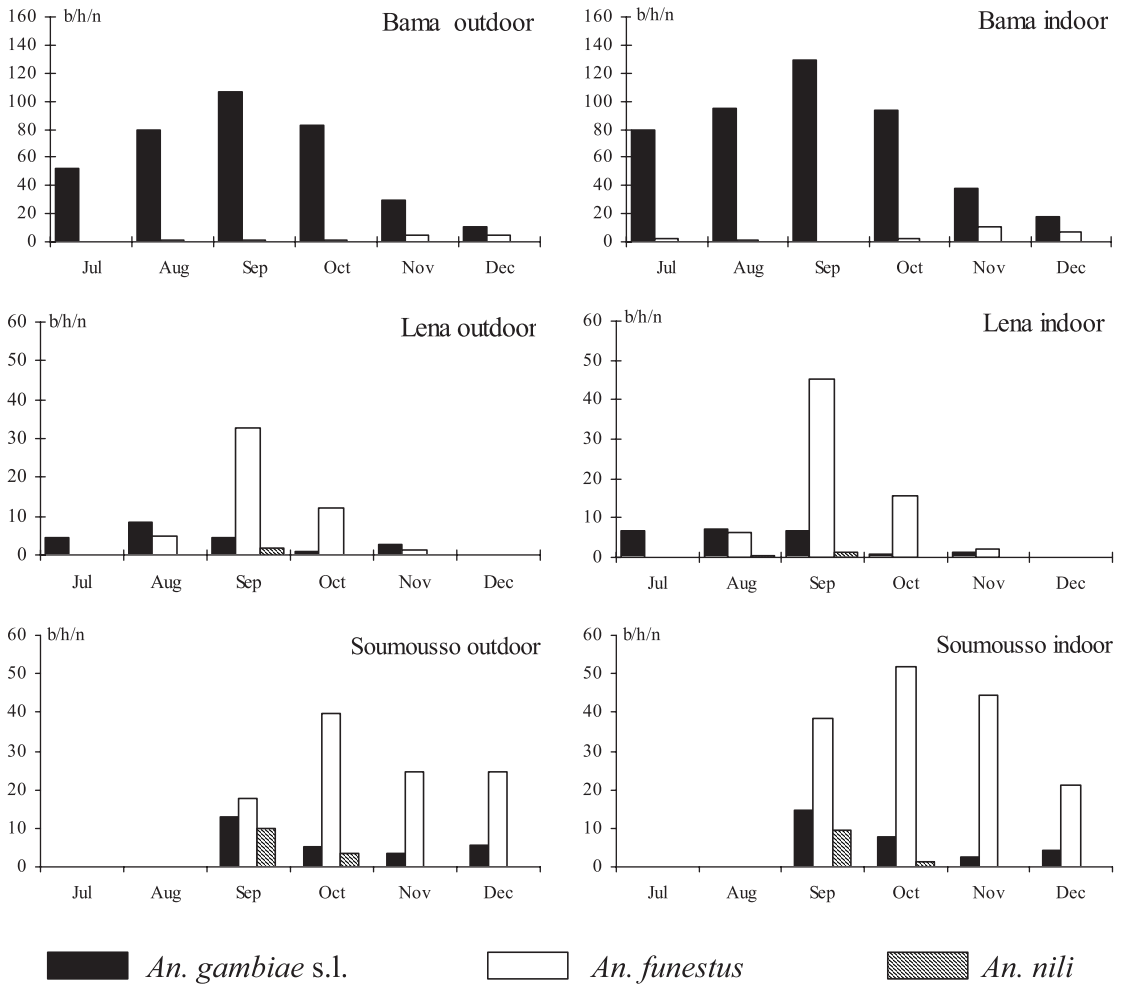 b/h/n
Bama outdoor
160
140
120
100
80
60
40
20
0
Jul Aug Sep Oct Nov Dec
b/h/n
Bama indoor
160
140
120
100
80
60
40
20
0
Jul Aug Sep Oct Nov Dec
b/h/n
Lena outdoor
60
50
40
30
20
10
0
Jul Aug Sep Oct Nov Dec
b/h/n
Lena indoor
60
50
40
30
20
10
0
Jul Aug Sep Oct Nov Dec
b/h/n
Soumousso outdoor
60
50
40
30
20
10
0
Jul Aug Sep Oct Nov Dec
b/h/n
Soumousso indoor
60
50
40
30
20
10
0
Jul Aug Sep Oct Nov Dec
An. gambiae s.l. An. funestus An. nili